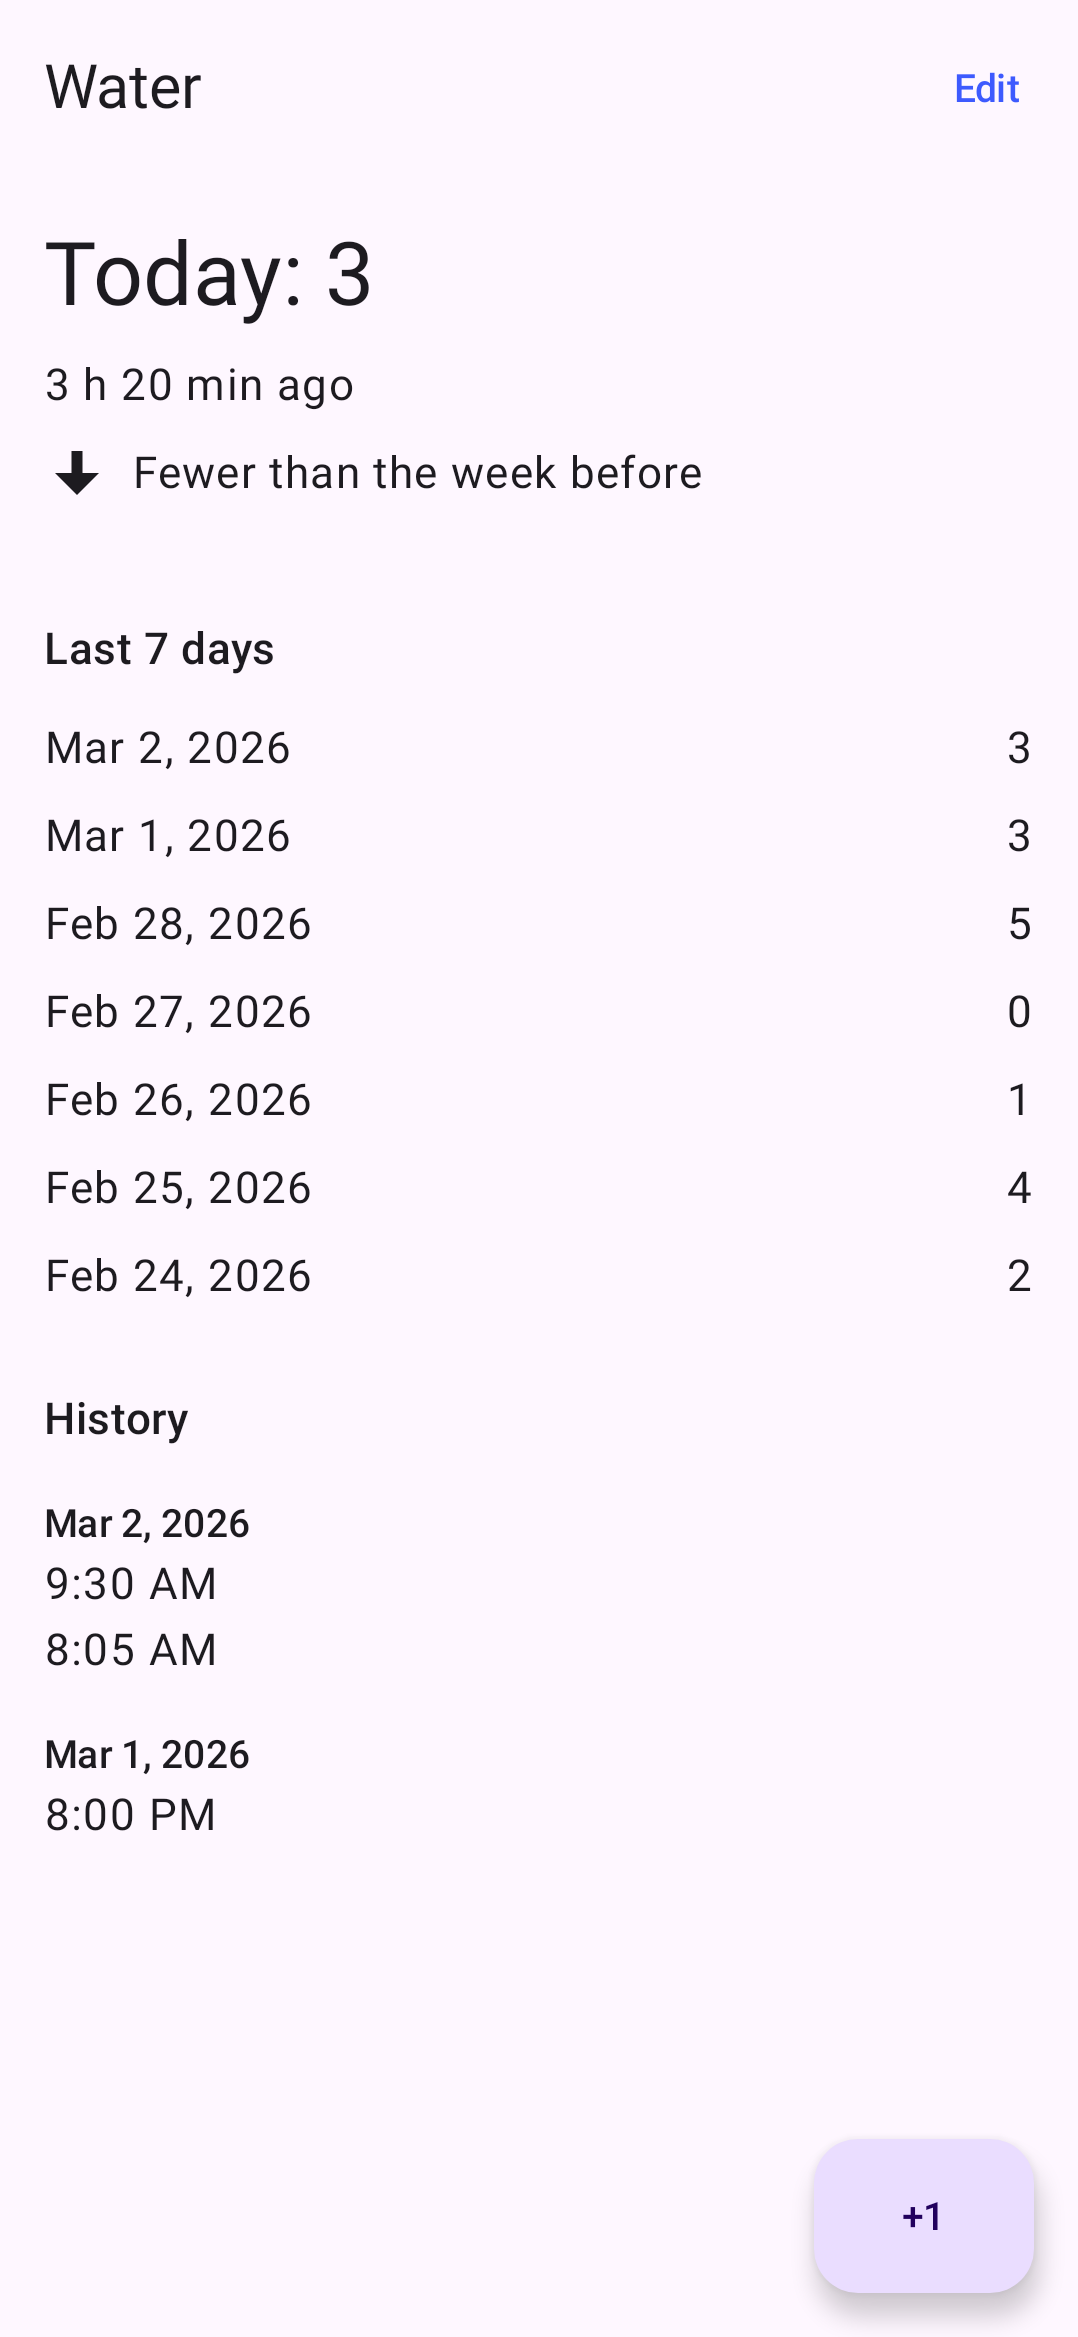 Water
Edit
Today: 3
3 h 20 min ago
Fewer than the week before
Last 7 days
Mar 2, 2026 3
Mar 1, 2026 3
Feb 28, 2026 5
Feb 27, 2026 0
Feb 26, 2026 1
Feb 25, 2026 4
Feb 24, 2026 2
History
Mar 2, 2026
9:30 AM
8:05 AM
Mar 1, 2026
8:00 PM
+1